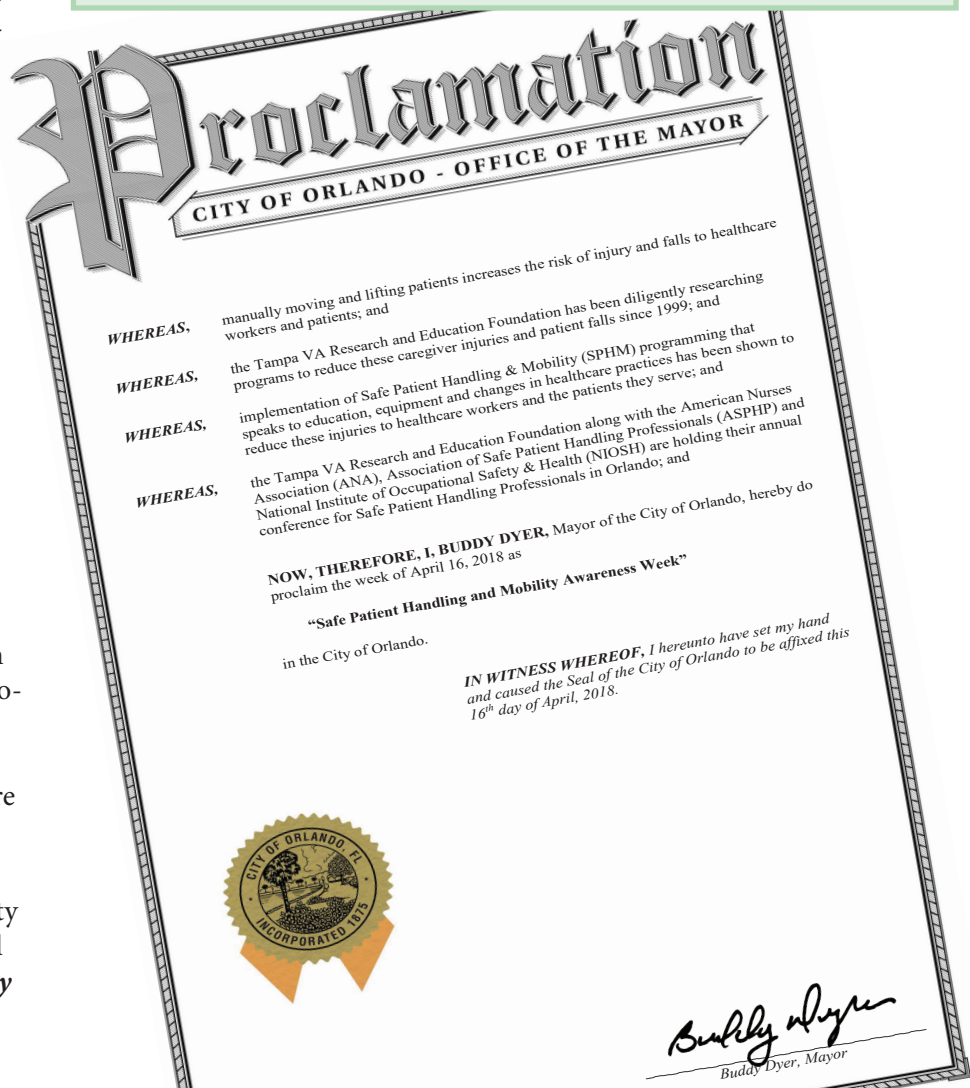 Proclamation
CITY OF ORLANDO - OFFICE OF THE MAYOR
WHEREAS, manually moving and lifting patients increases the risk of injury and falls to healthcare
workers and patients; and
WHEREAS, the Tampa VA Research and Education Foundation has been diligently researching
programs to reduce these caregiver injuries and patient falls since 1999; and
WHEREAS, implementation of Safe Patient Handling & Mobility (SPHM) programming that
speaks to education, equipment and changes in healthcare practices has been shown to
reduce these injuries to healthcare workers and the patients they serve; and
WHEREAS, the Tampa VA Research and Education Foundation along with the American Nurses
Association (ANA), Association of Safe Patient Handling Professionals (ASPHP) and
National Institute of Occupational Safety & Health (NIOSH) are holding their annual
conference for Safe Patient Handling Professionals in Orlando; and
NOW, THEREFORE, I, BUDDY DYER, Mayor of the City of Orlando, hereby do
proclaim the week of April 16, 2018 as
“Safe Patient Handling and Mobility Awareness Week”
in the City of Orlando.
IN WITNESS WHEREOF, I hereunto have set my hand
and caused the Seal of the City of Orlando to be affixed this
16th day of April, 2018.
CITY OF ORLANDO, FL
INCORPORATED 1875
Buddy Dyer
Buddy Dyer, Mayor